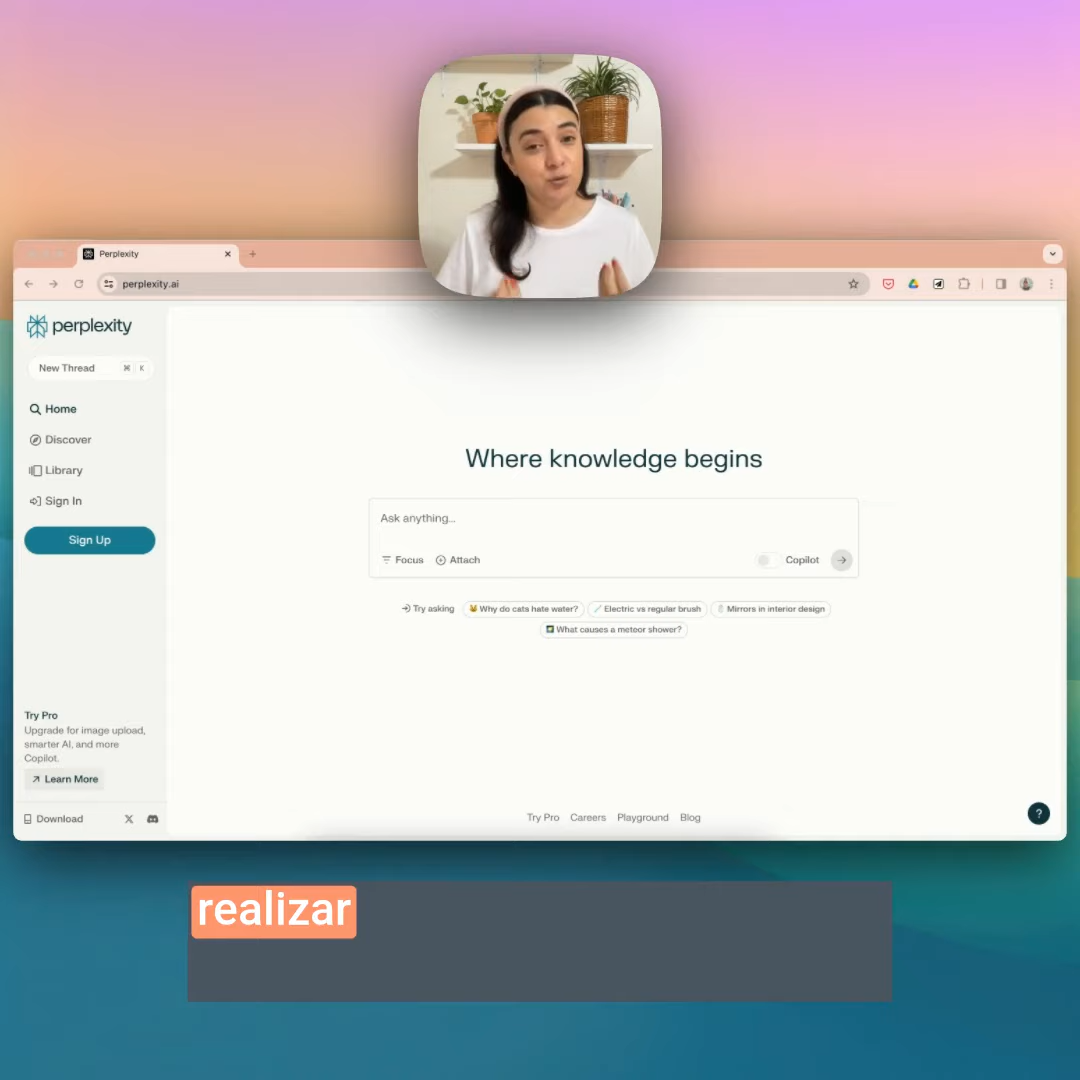 Perplexity
perplexity.ai
perplexity
New Thread ⌘ K
Home
Discover
Library
Sign In
Sign Up
Where knowledge begins
Ask anything...
Focus Attach Copilot
Try asking Why do cats hate water? Electric vs regular brush Mirrors in interior design
What causes a meteor shower?
Try Pro
Upgrade for image upload,
smarter AI, and more
Copilot.
Learn More
Download
Try Pro Careers Playground Blog
?
realizar